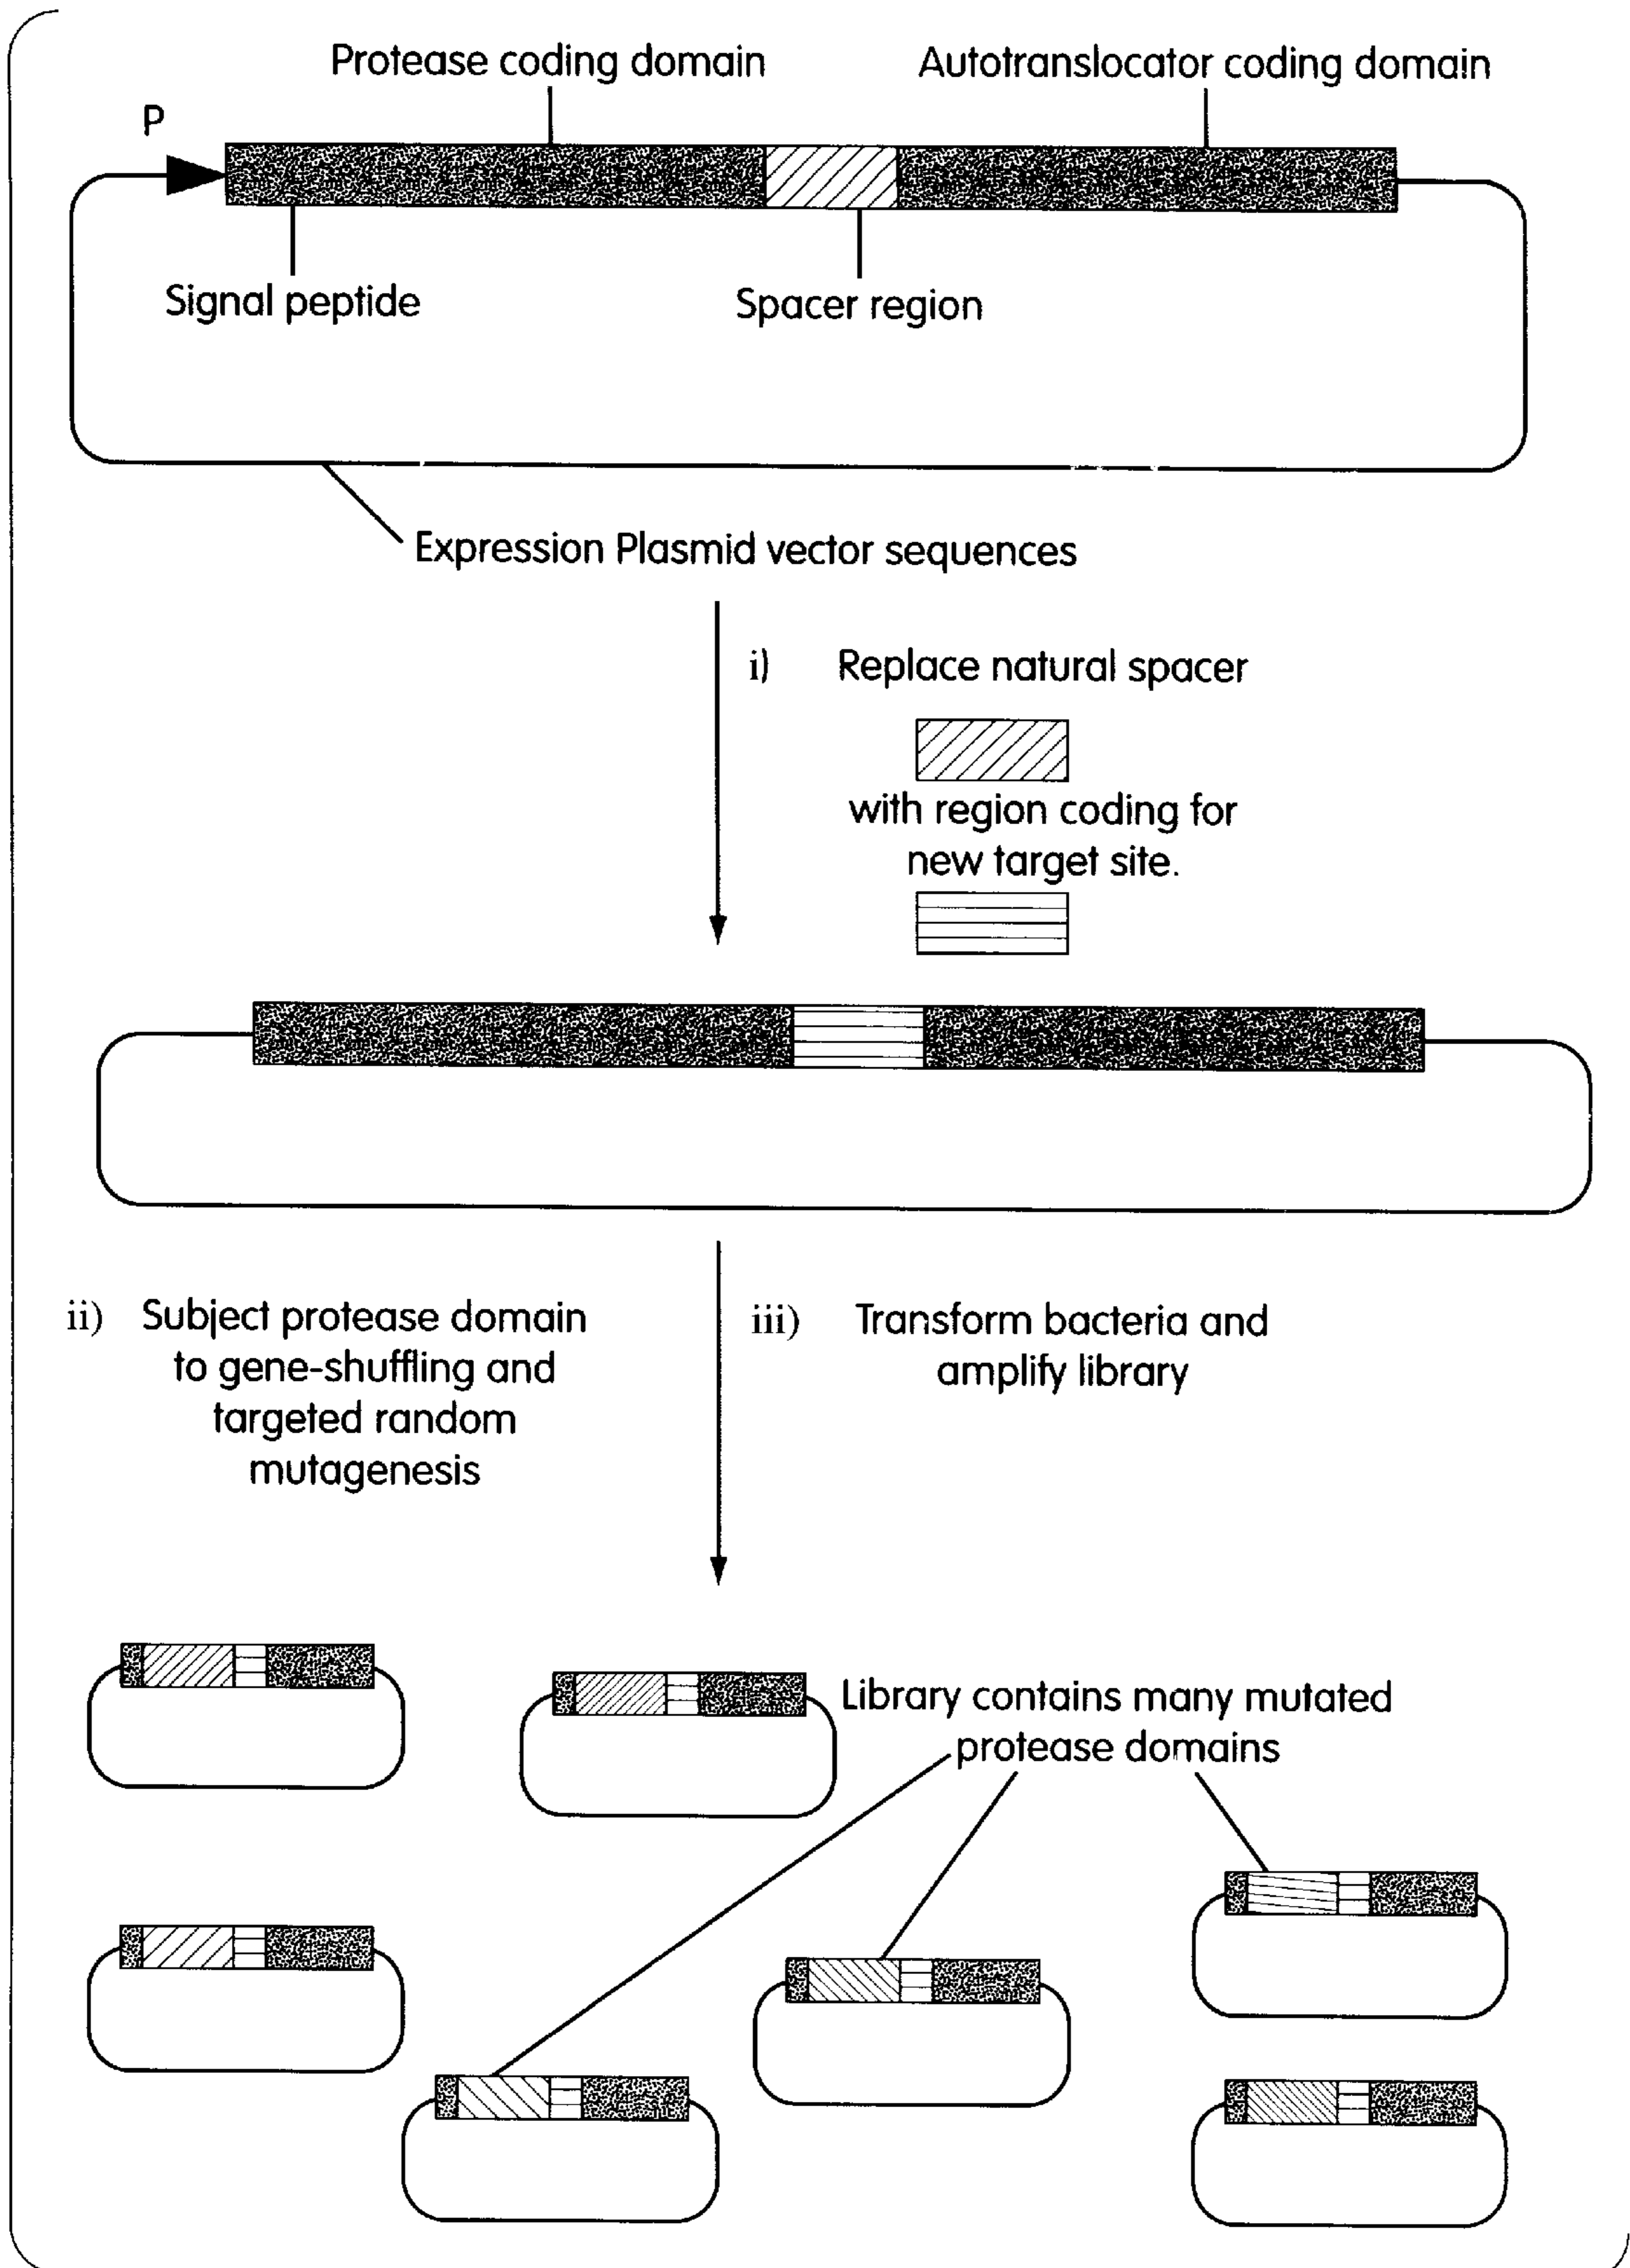 Protease coding domain
Autotranslocator coding domain
P
Signal peptide
Spacer region
Expression Plasmid vector sequences
i) Replace natural spacer
with region coding for
new target site.
ii) Subject protease domain
to gene-shuffling and
targeted random
mutagenesis
iii) Transform bacteria and
amplify library
Library contains many mutated
protease domains